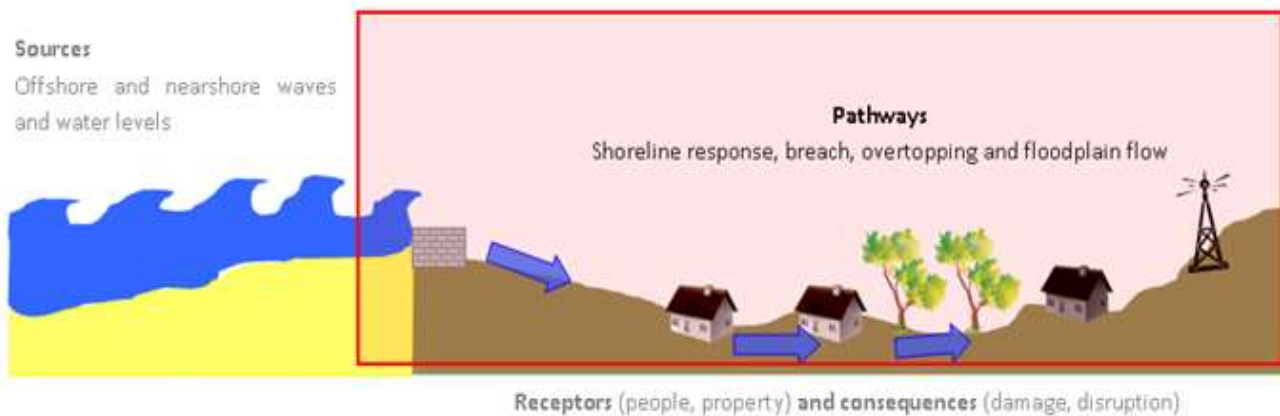 Sources
Offshore and nearshore waves
and water levels
Pathways
Shoreline response, breach, overtopping and floodplain flow
Receptors (people, property) and consequences (damage, disruption)